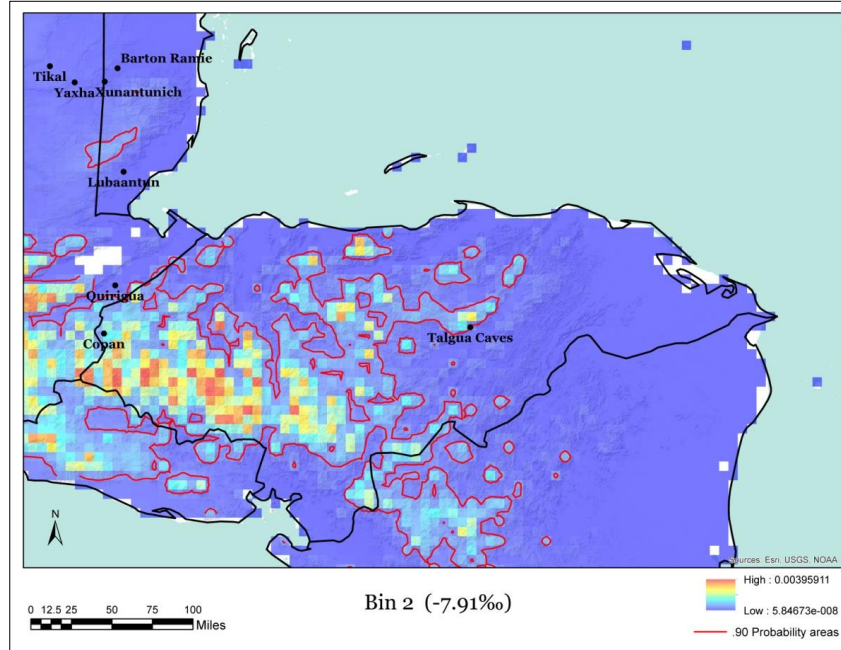 Barton Ramie
Tikal
Yaxha Xunantunich
Lubaantun
Quirigua
Copan
Talgua Caves
N
Sources: Esri, USGS, NOAA
Bin 2 (-7.91‰)
High : 0.00395911
Low : 5.84673e-008
.90 Probability areas
0 12.5 25 50 75 100
Miles